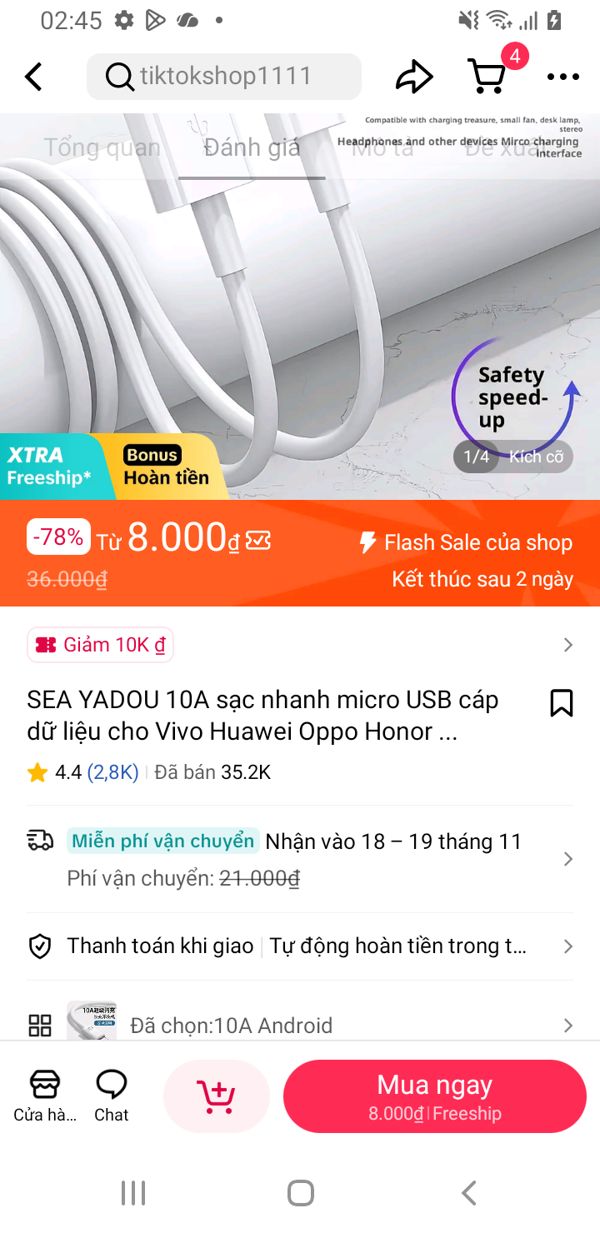 02:45
tiktokshop1111
4
Compatible with charging treasure, small fan, desk lamp,
stereo
Headphones and other devices Mirco charging
interface
Tổng quan
Đánh giá
Mô tả
Đề xuất
Safety
speed-
up
1/4 Kích cỡ
XTRA
Freeship*
Bonus
Hoàn tiền
-78% Từ 8.000₫
Flash Sale của shop
36.000₫
Kết thúc sau 2 ngày
Giảm 10K ₫
SEA YADOU 10A sạc nhanh micro USB cáp
dữ liệu cho Vivo Huawei Oppo Honor ...
4.4 (2,8K) Đã bán 35.2K
Miễn phí vận chuyển Nhận vào 18 – 19 tháng 11
Phí vận chuyển: 21.000₫
Thanh toán khi giao Tự động hoàn tiền trong t...
Đã chọn:10A Android
Cửa hà...
Chat
Mua ngay
8.000₫ Freeship